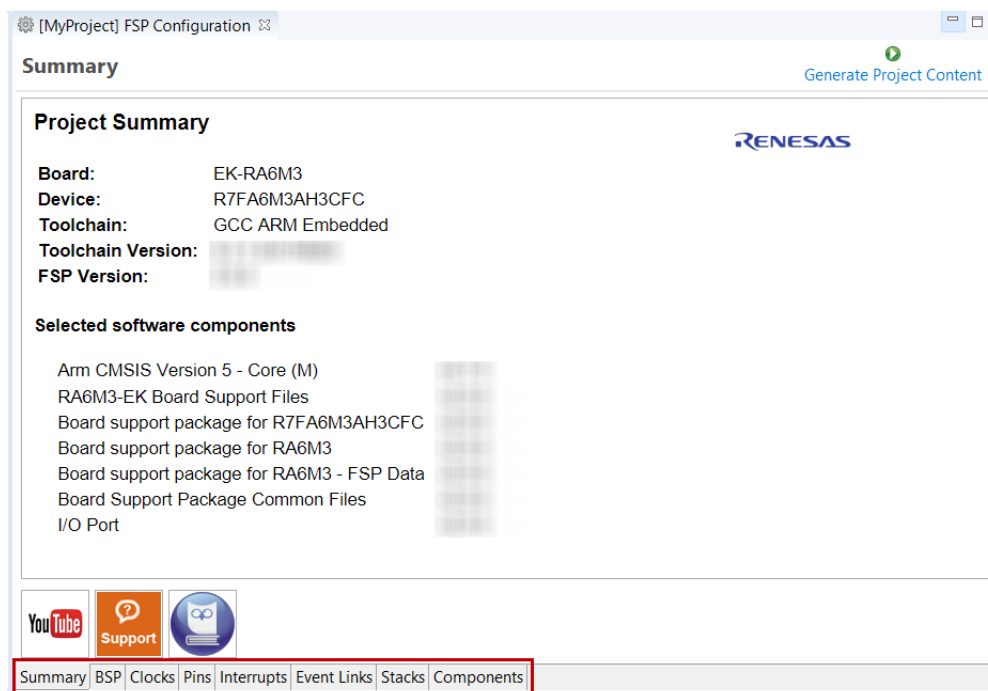 [MyProject] FSP Configuration
Summary
Generate Project Content
Project Summary
RENESAS
Board: EK-RA6M3
Device: R7FA6M3AH3CFC
Toolchain: GCC ARM Embedded
Toolchain Version:
FSP Version:
Selected software components
Arm CMSIS Version 5 - Core (M)
RA6M3-EK Board Support Files
Board support package for R7FA6M3AH3CFC
Board support package for RA6M3
Board support package for RA6M3 - FSP Data
Board Support Package Common Files
I/O Port
YouTube
Support
Summary BSP Clocks Pins Interrupts Event Links Stacks Components